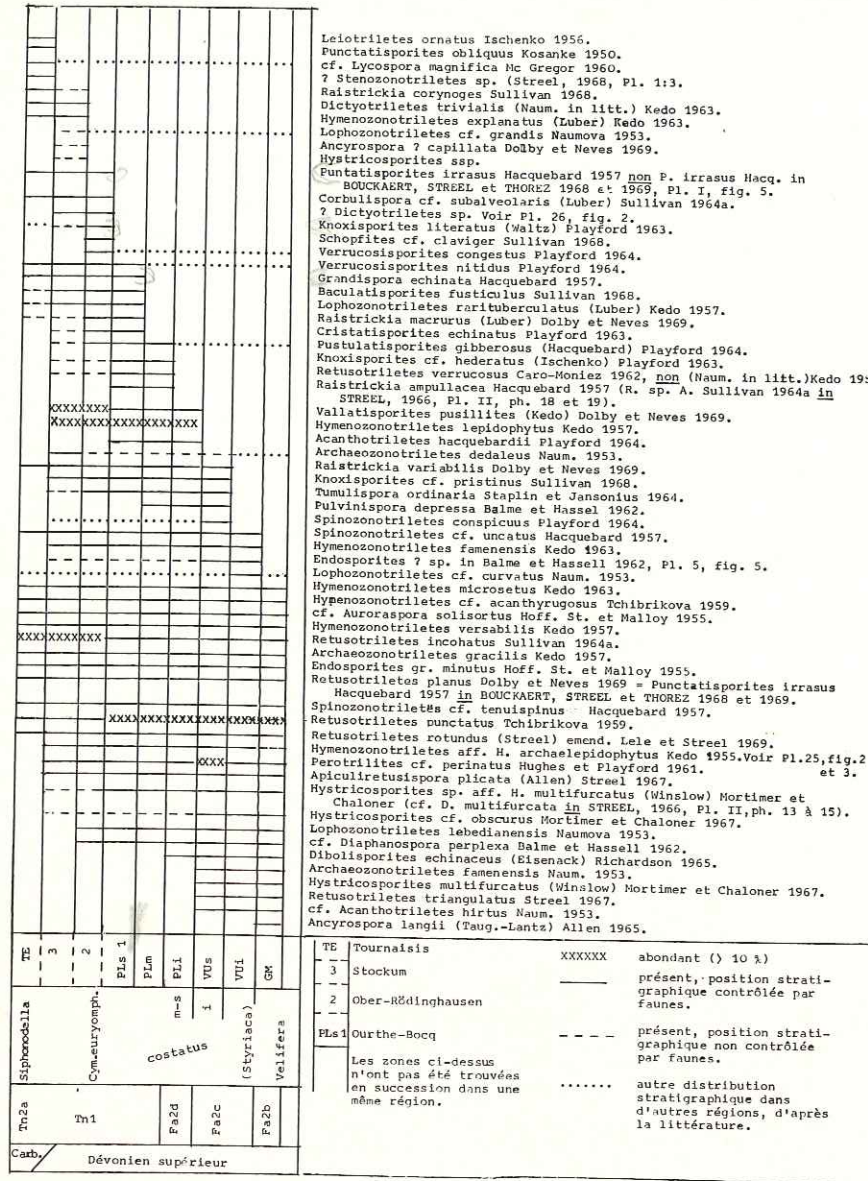 Leiotriletes ornatus Ischenko 1956.
Punctatisporites obliquus Kosanke 1950.
cf. Lycospora magnifica Mc Gregor 1960.
? Stenozonotriletes sp. (Streel, 1968, Pl. 1:3.
Raistrickia corynoges Sullivan 1968.
Dictyotriletes trivialis (Naum. in litt.) Kedo 1963.
Hymenozonotriletes explanatus (Luber) Kedo 1963.
Lophozonotriletes cf. grandis Naumova 1953.
Ancyrospora ? capillata Dolby et Neves 1969.
Hystricosporites ssp.
Puntatisporites irrasus Hacquebard 1957 non P. irrasus Hacq. in
BOUCKAERT, STREEL et THOREZ 1968 et 1969, Pl. I, fig. 5.
Corbulispora cf. subalveolaris (Luber) Sullivan 1964a.
? Dictyotriletes sp. Voir Pl. 26, fig. 2.
Knoxisporites literatus (Waltz) Playford 1963.
Schopfites cf. claviger Sullivan 1968.
Verrucosisporites congestus Playford 1964.
Verrucosisporites nitidus Playford 1964.
Grandispora echinata Hacquebard 1957.
Baculatisporites fusticulus Sullivan 1968.
Lophozonotriletes rarituberculatus (Luber) Kedo 1957.
Raistrickia macrurus (Luber) Dolby et Neves 1969.
Cristatisporites echinatus Playford 1963.
Pustulatisporites gibberosus (Hacquebard) Playford 1964.
Knoxisporites cf. hederatus (Ischenko) Playford 1963.
Retusotriletes verrucosus Caro-Moniez 1962, non (Naum. in litt.)Kedo 19
Raistrickia ampullacea Hacquebard 1957 (R. sp. A. Sullivan 1964a in
STREEL, 1966, Pl. II, ph. 18 et 19).
XXXXXXXX Vallatisporites pusillites (Kedo) Dolby et Neves 1969.
XXXXXXXXXXXXXXXXXXX Hymenozonotriletes lepidophytus Kedo 1957.
Acanthotriletes hacquebardii Playford 1964.
Archaeozonotriletes dedaleus Naum. 1953.
Raistrickia variabilis Dolby et Neves 1969.
Knoxisporites cf. pristinus Sullivan 1968.
Tumulispora ordinaria Staplin et Jansonius 1964.
Pulvinispora depressa Balme et Hassel 1962.
Spinozonotriletes conspicuus Playford 1964.
Spinozonotriletes cf. uncatus Hacquebard 1957.
Hymenozonotriletes famenensis Kedo 1963.
Endosporites ? sp. in Balme et Hassell 1962, Pl. 5, fig. 5.
Lophozonotriletes cf. curvatus Naum. 1953.
Hymenozonotriletes microsetus Kedo 1963.
Hymenozonotriletes cf. acanthyrugosus Tchibrikova 1959.
cf. Auroraspora solisortus Hoff. St. et Malloy 1955.
XXXXXXXXXX Hymenozonotriletes versabilis Kedo 1957.
Retusotriletes incohatus Sullivan 1964a.
Archaeozonotriletes gracilis Kedo 1957.
Endosporites gr. minutus Hoff. St. et Malloy 1955.
Retusotriletes planus Dolby et Neves 1969 = Punctatisporites irrasus
Hacquebard 1957 in BOUCKAERT, STREEL et THOREZ 1968 et 1969.
Spinozonotriletes cf. tenuispinus Hacquebard 1957.
XXXXXXXXXXXXXXXXXXXXXX Retusotriletes punctatus Tchibrikova 1959.
Retusotriletes rotundus (Streel) emend. Lele et Streel 1969.
Hymenozonotriletes aff. H. archaelepidophytus Kedo 1955.Voir Pl.25,fig.2
et 3.
XXXX Perotrilites cf. perinatus Hughes et Playford 1961.
Apiculiretusispora plicata (Allen) Streel 1967.
Hystricosporites sp. aff. H. multifurcatus (Winslow) Mortimer et
Chaloner (cf. D. multifurcata in STREEL, 1966, Pl. II,ph. 13 à 15).
Hystricosporites cf. obscurus Mortimer et Chaloner 1967.
Lophozonotriletes lebedianensis Naumova 1953.
cf. Diaphanospora perplexa Balme et Hassell 1962.
Dibolisporites echinaceus (Eisenack) Richardson 1965.
Archaeozonotriletes famenensis Naum. 1953.
Hystricosporites multifurcatus (Winslow) Mortimer et Chaloner 1967.
Retusotriletes triangulatus Streel 1967.
cf. Acanthotriletes hirtus Naum. 1953.
Ancyrospora langii (Taug.-Lantz) Allen 1965.
TE 3 2 PLs 1 PLm PLi VUs VUi GM
Siphonodella Cym.euryomph. costatus m-s i (Styriaca) Velifera
Tn2a Tn1 Fa2d Fa2c Fa2b
Carb. Dévonien supérieur
TE Tournaisis
3 Stockum
2 Ober-Rödinghausen
PLs1 Ourthe-Bocq
Les zones ci-dessus
n'ont pas été trouvées
en succession dans une
même région.
XXXXXX abondant (> 10 %)
présent, position strati-
graphique contrôlée par
faunes.
présent, position strati-
graphique non contrôlée
par faunes.
autre distribution
stratigraphique dans
d'autres régions, d'après
la littérature.